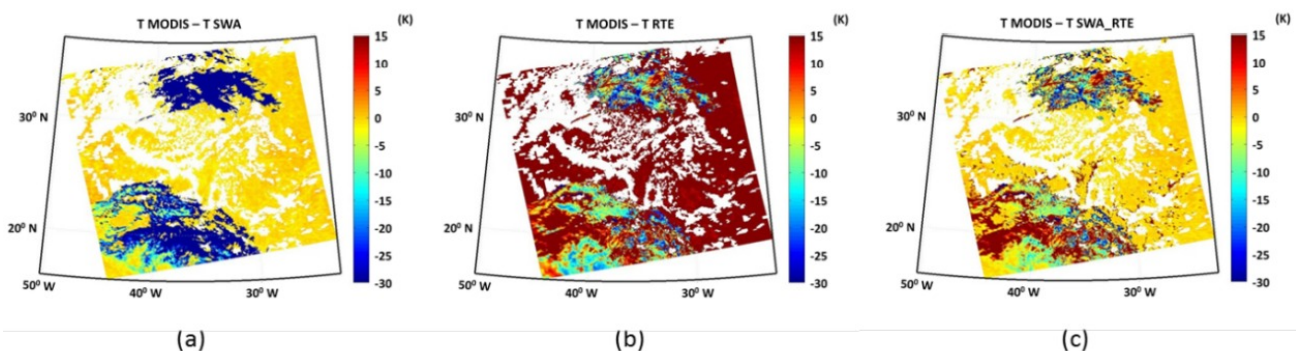 T MODIS – T SWA
(K)
15
10
5
0
-5
-10
-15
-20
-25
-30
30⁰ N
20⁰ N
50⁰ W
40⁰ W
30⁰ W
(a)
T MODIS – T RTE
(K)
15
10
5
0
-5
-10
-15
-20
-25
-30
30⁰ N
20⁰ N
50⁰ W
40⁰ W
30⁰ W
(b)
T MODIS – T SWA_RTE
(K)
15
10
5
0
-5
-10
-15
-20
-25
-30
30⁰ N
20⁰ N
50⁰ W
40⁰ W
30⁰ W
(c)